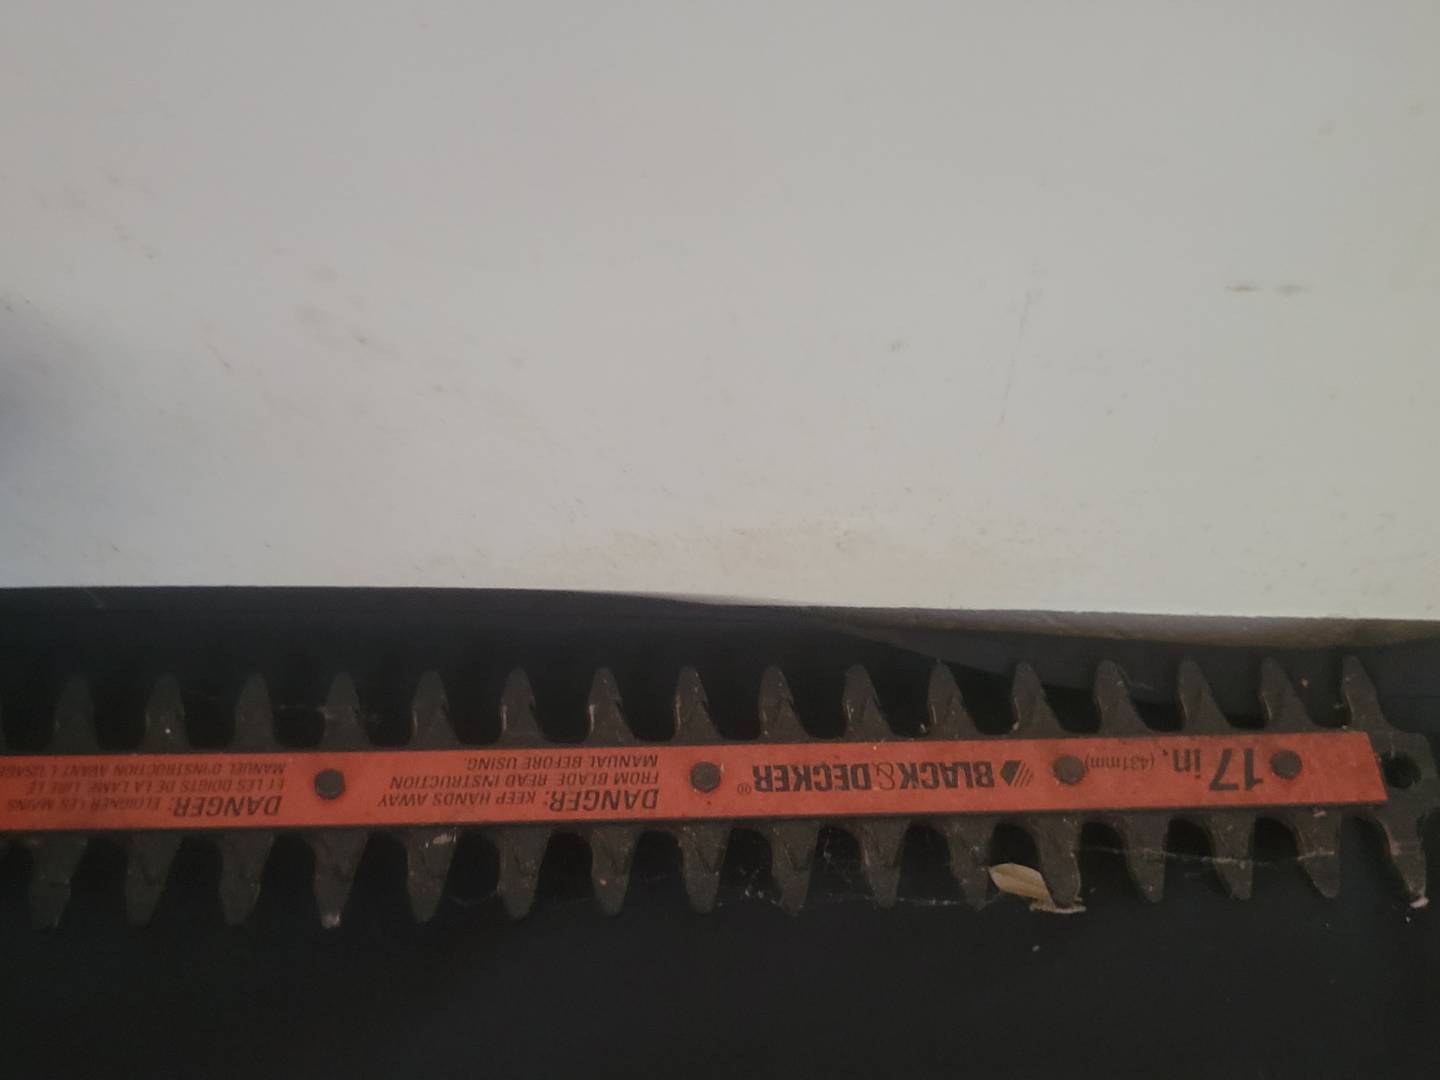 17 in. (431mm)
BLACK & DECKER®
DANGER: KEEP HANDS AWAY
FROM BLADE. READ INSTRUCTION
MANUAL BEFORE USING.
DANGER: ELOIGNER LES MAINS
ET LES DOIGTS DE LA LAME. LIRE LE
MANUEL D'INSTRUCTION AVANT L'USAGE